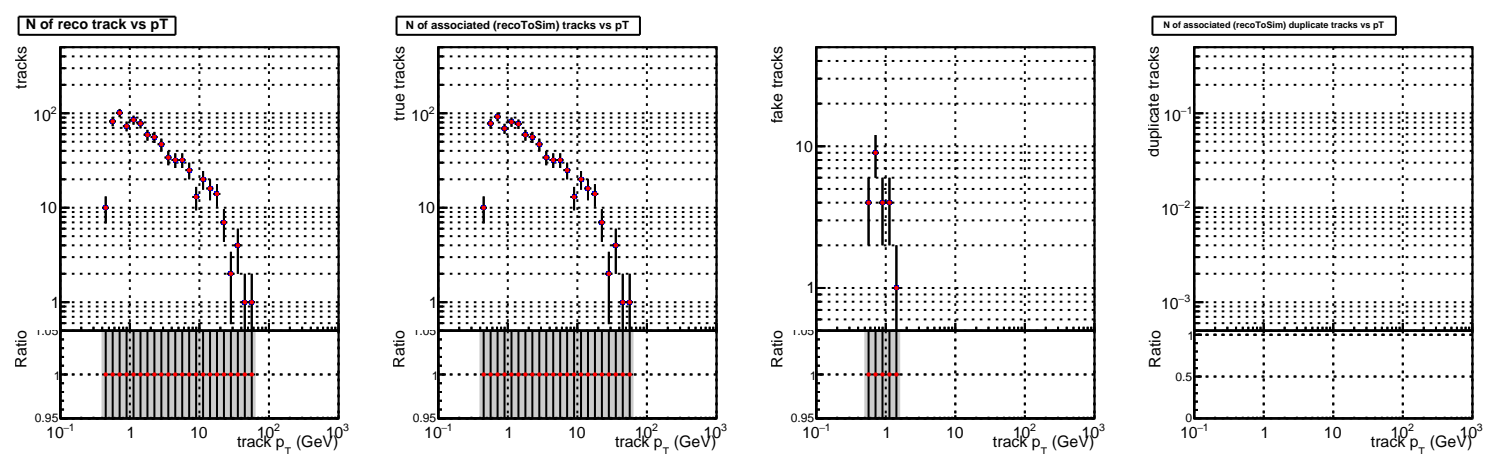 N of reco track vs pT
tracks
10²
10
1
Ratio
1.05
1
0.95
10⁻¹ 1 10 10² 10³
track p_T (GeV)
N of associated (recoToSim) tracks vs pT
true tracks
10²
10
1
Ratio
1.05
1
0.95
10⁻¹ 1 10 10² 10³
track p_T (GeV)
fake tracks
10
1
Ratio
1.05
1
0.95
10⁻¹ 1 10 10² 10³
track p_T (GeV)
N of associated (recoToSim) duplicate tracks vs pT
duplicate tracks
10⁻¹
10⁻²
10⁻³
Ratio
1
0.5
0
10⁻¹ 1 10 10² 10³
track p_T (GeV)